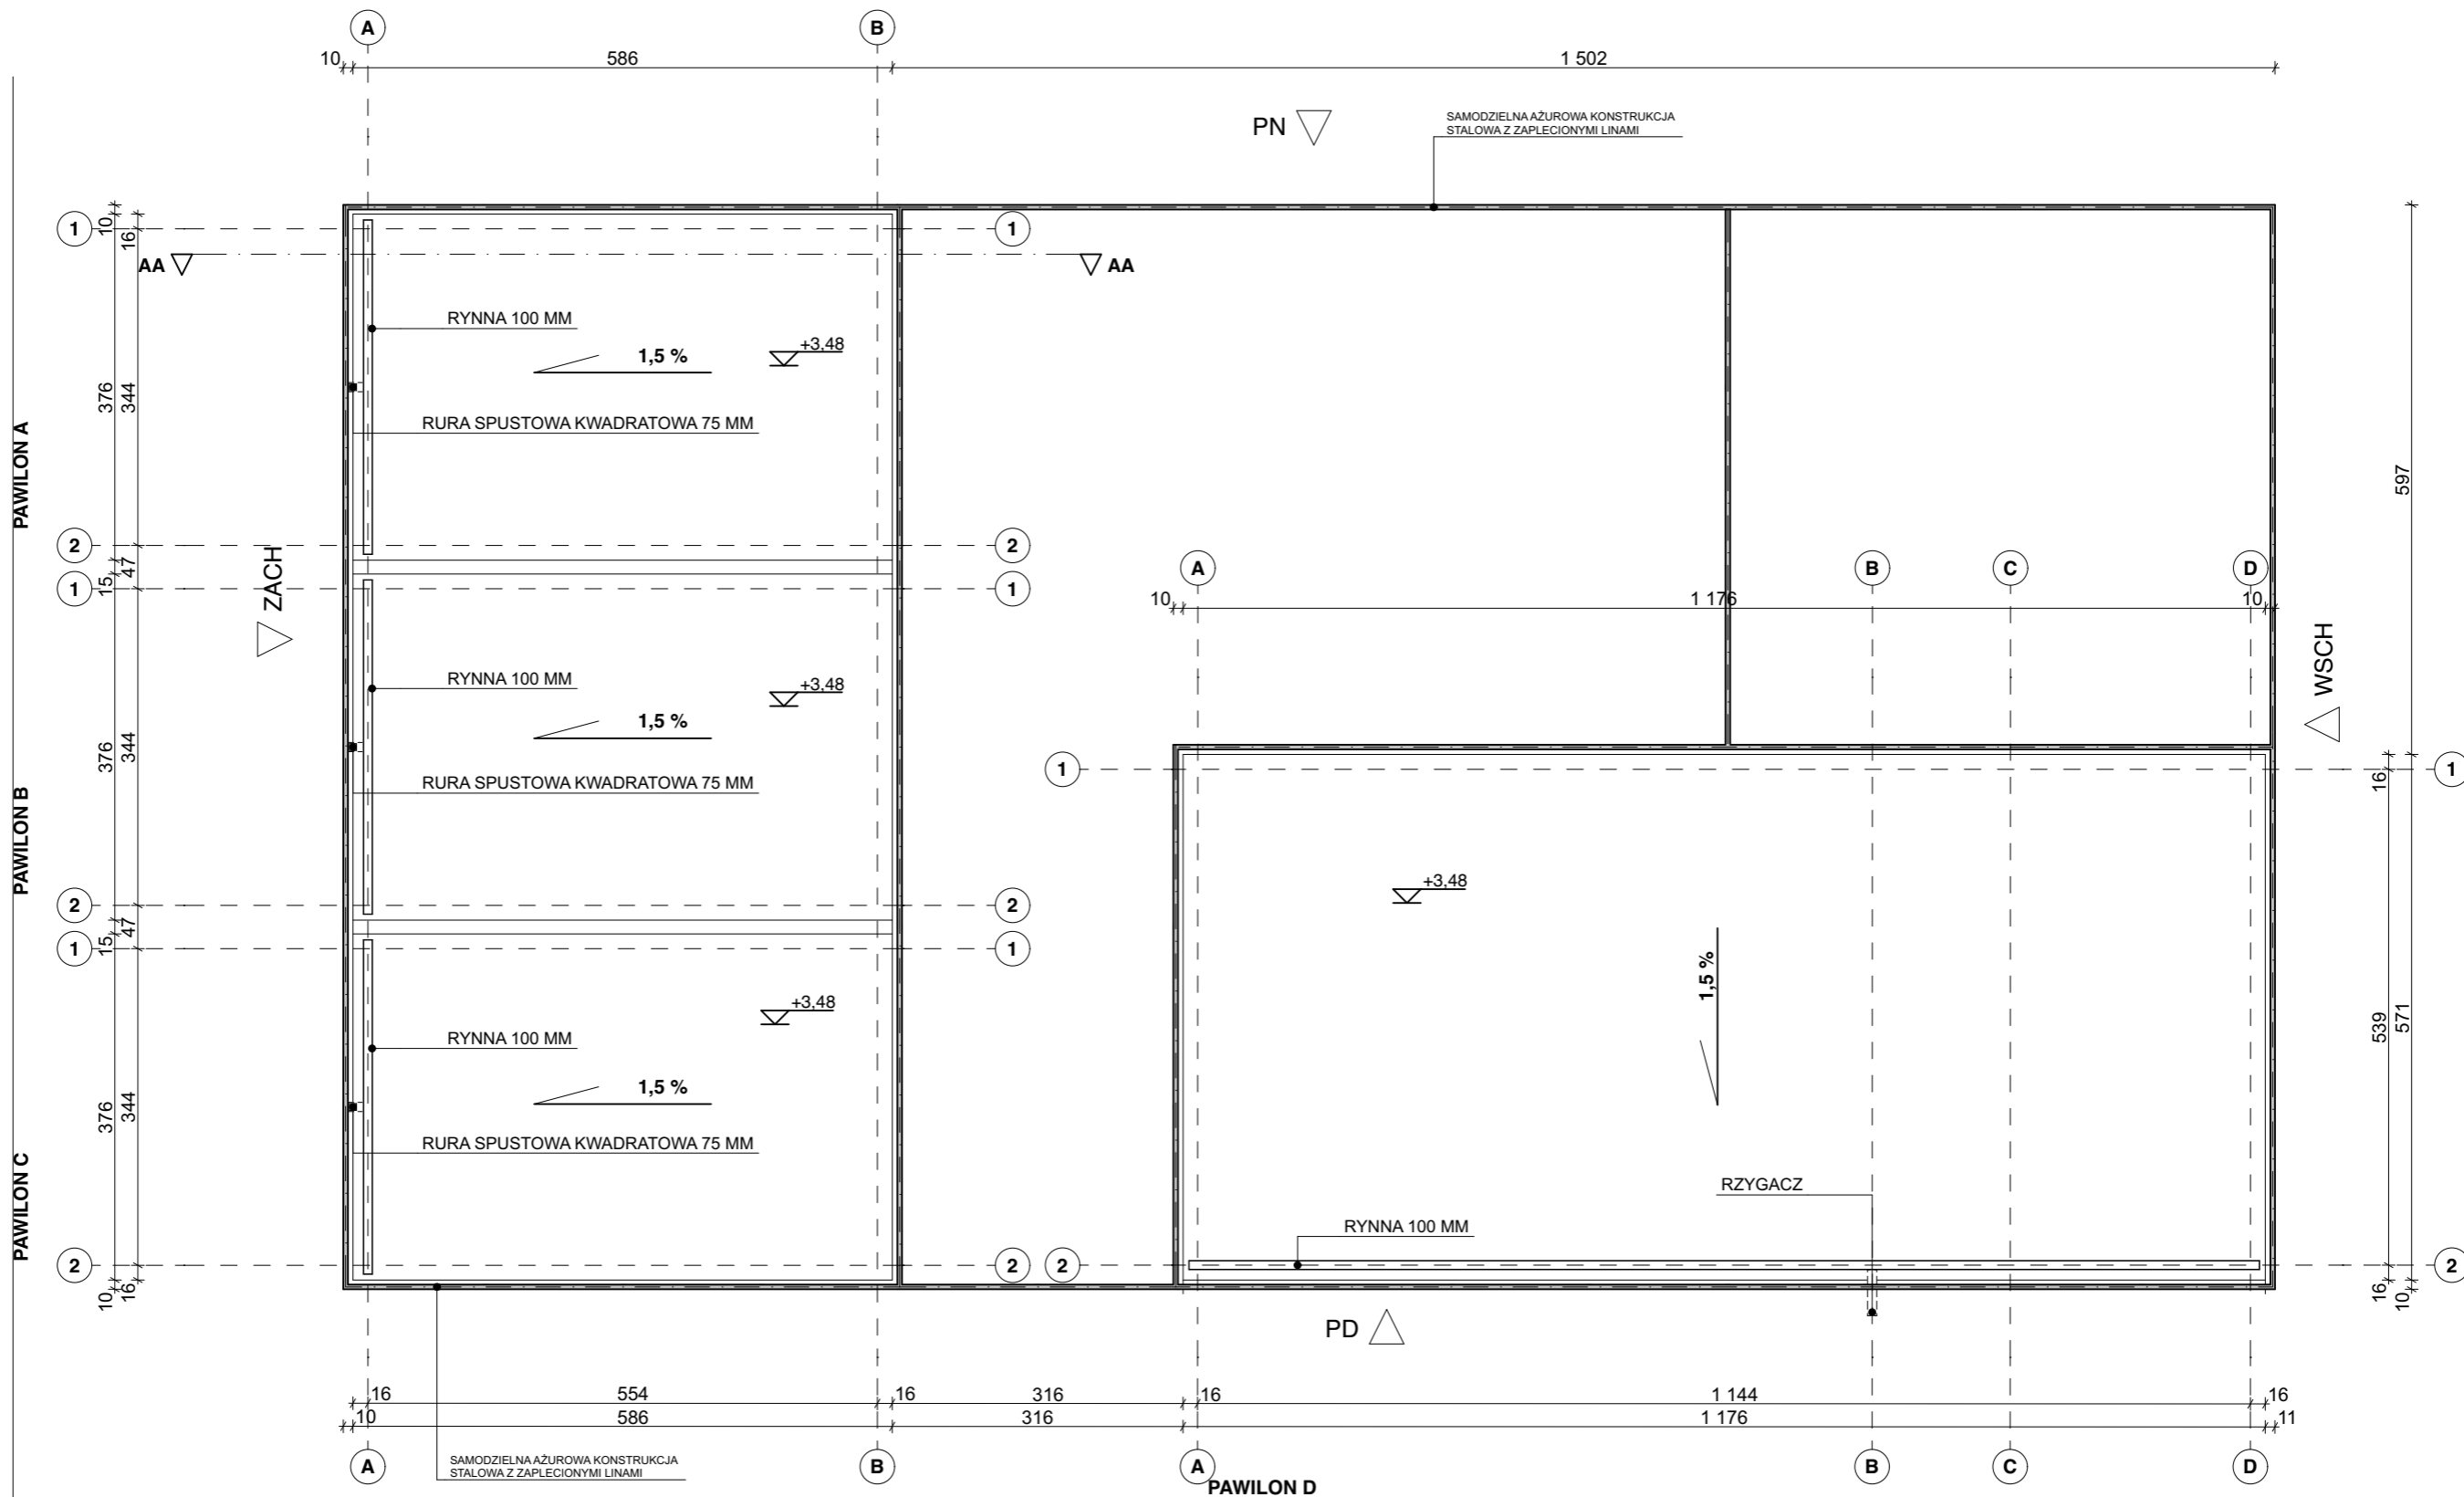 A
B
10
586
1 502
PN
SAMODZIELNA AŻUROWA KONSTRUKCJA
STALOWA Z ZAPLECIONYMI LINAMI
1
10
16
1
AA
AA
RYNNA 100 MM
1,5 %
+3,48
376
344
RURA SPUSTOWA KWADRATOWA 75 MM
PAWILON A
597
2
47
2
15
1
1
ZACH
A
B
C
D
10
1 176
10
RYNNA 100 MM
+3,48
WSCH
1,5 %
376
344
RURA SPUSTOWA KWADRATOWA 75 MM
1
16
1
PAWILON B
+3,48
2
47
2
15
1
1
1,5 %
+3,48
RYNNA 100 MM
539
571
1,5 %
376
344
RURA SPUSTOWA KWADRATOWA 75 MM
PAWILON C
RZYGACZ
RYNNA 100 MM
2
2
2
2
10
16
16
10
PD
16
554
16
316
16
1 144
16
10
586
316
1 176
11
SAMODZIELNA AŻUROWA KONSTRUKCJA
STALOWA Z ZAPLECIONYMI LINAMI
A
B
A
B
C
D
PAWILON D